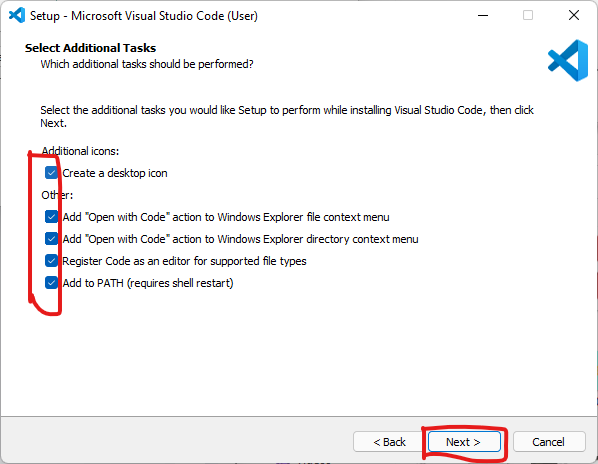 Setup - Microsoft Visual Studio Code (User)
Select Additional Tasks
Which additional tasks should be performed?
Select the additional tasks you would like Setup to perform while installing Visual Studio Code, then click
Next.
Additional icons:
Create a desktop icon
Other:
Add "Open with Code" action to Windows Explorer file context menu
Add "Open with Code" action to Windows Explorer directory context menu
Register Code as an editor for supported file types
Add to PATH (requires shell restart)
< Back Next > Cancel